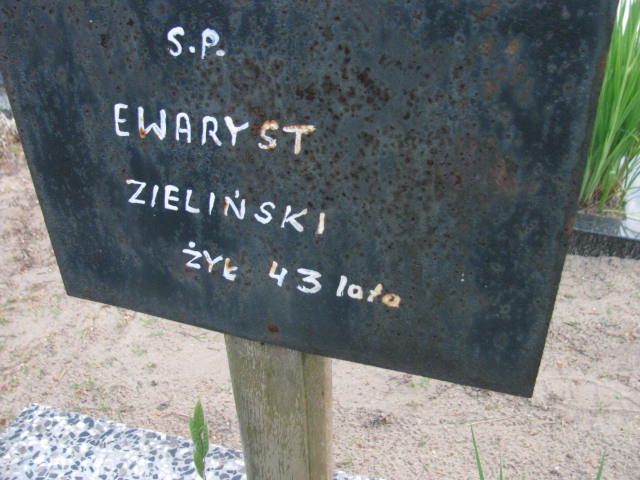 S.P.
EWARYST
ZIELIŃSKI
ŻYŁ 43 lata